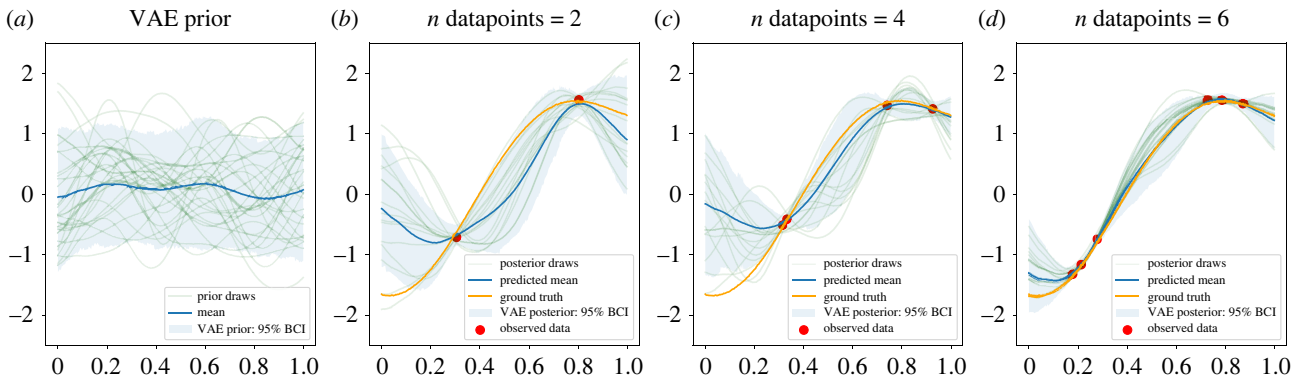 (a) VAE prior
2
1
0
−1
−2
prior draws
mean
VAE prior: 95% BCI
0 0.2 0.4 0.6 0.8 1.0
(b) n datapoints = 2
2
1
0
−1
−2
posterior draws
predicted mean
ground truth
VAE posterior: 95% BCI
observed data
0 0.2 0.4 0.6 0.8 1.0
(c) n datapoints = 4
2
1
0
−1
−2
posterior draws
predicted mean
ground truth
VAE posterior: 95% BCI
observed data
0 0.2 0.4 0.6 0.8 1.0
(d) n datapoints = 6
2
1
0
−1
−2
posterior draws
predicted mean
ground truth
VAE posterior: 95% BCI
observed data
0 0.2 0.4 0.6 0.8 1.0